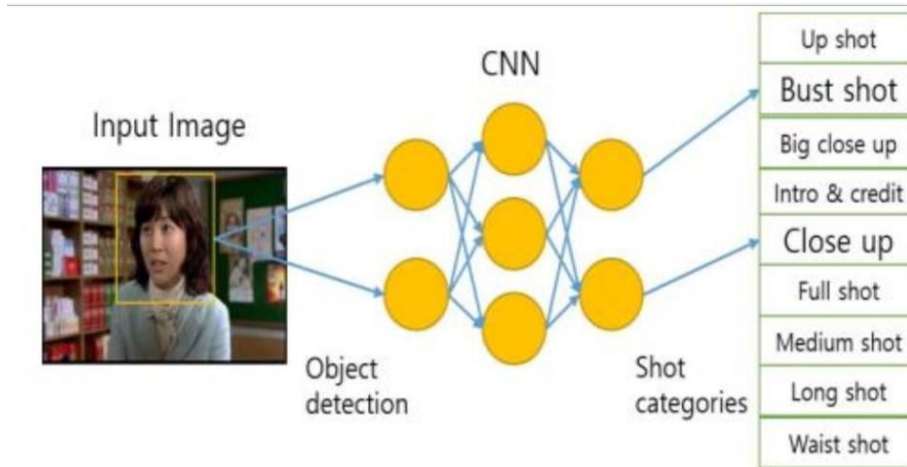 CNN
Input Image
Object
detection
Shot
categories
Up shot
Bust shot
Big close up
Intro & credit
Close up
Full shot
Medium shot
Long shot
Waist shot